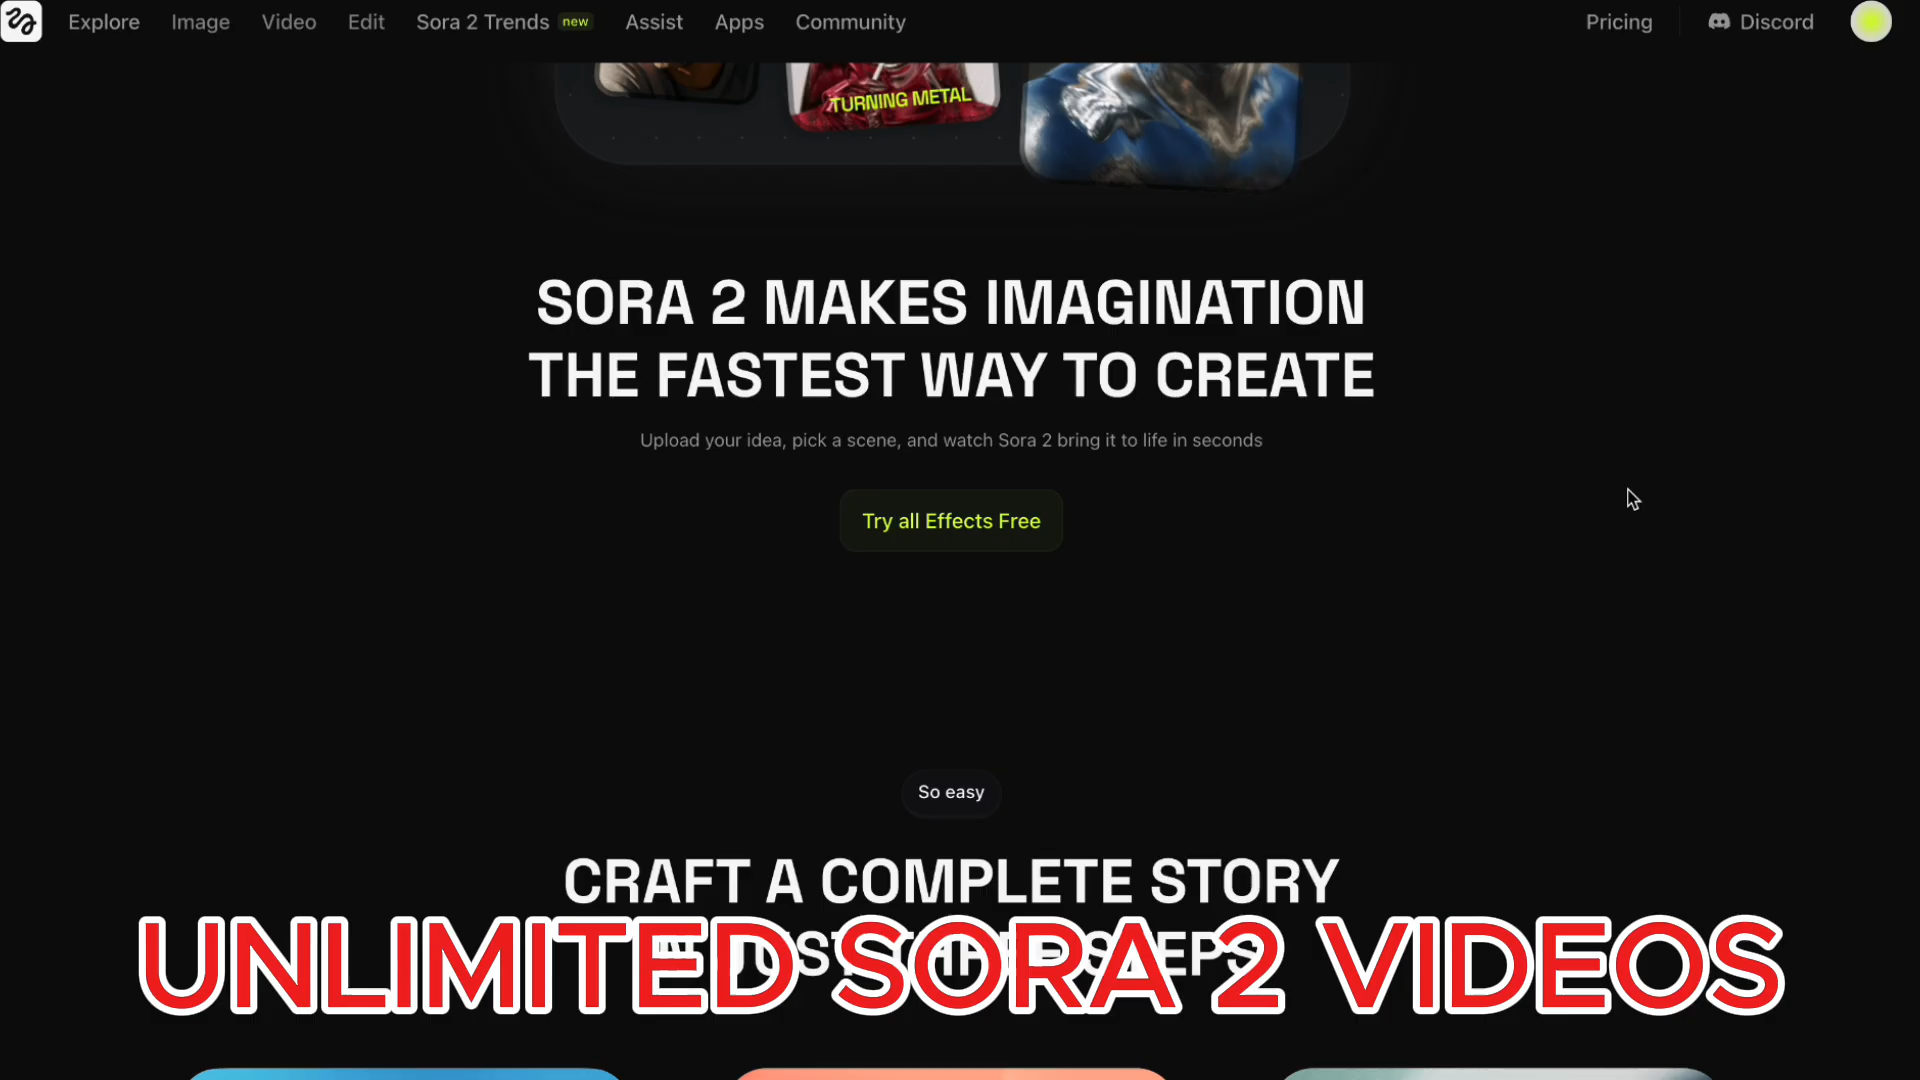 Explore Image Video Edit Sora 2 Trends new Assist Apps Community Pricing Discord
TURNING METAL
SORA 2 MAKES IMAGINATION
THE FASTEST WAY TO CREATE
Upload your idea, pick a scene, and watch Sora 2 bring it to life in seconds
Try all Effects Free
So easy
CRAFT A COMPLETE STORY
UNLIMITED SORA 2 VIDEOS